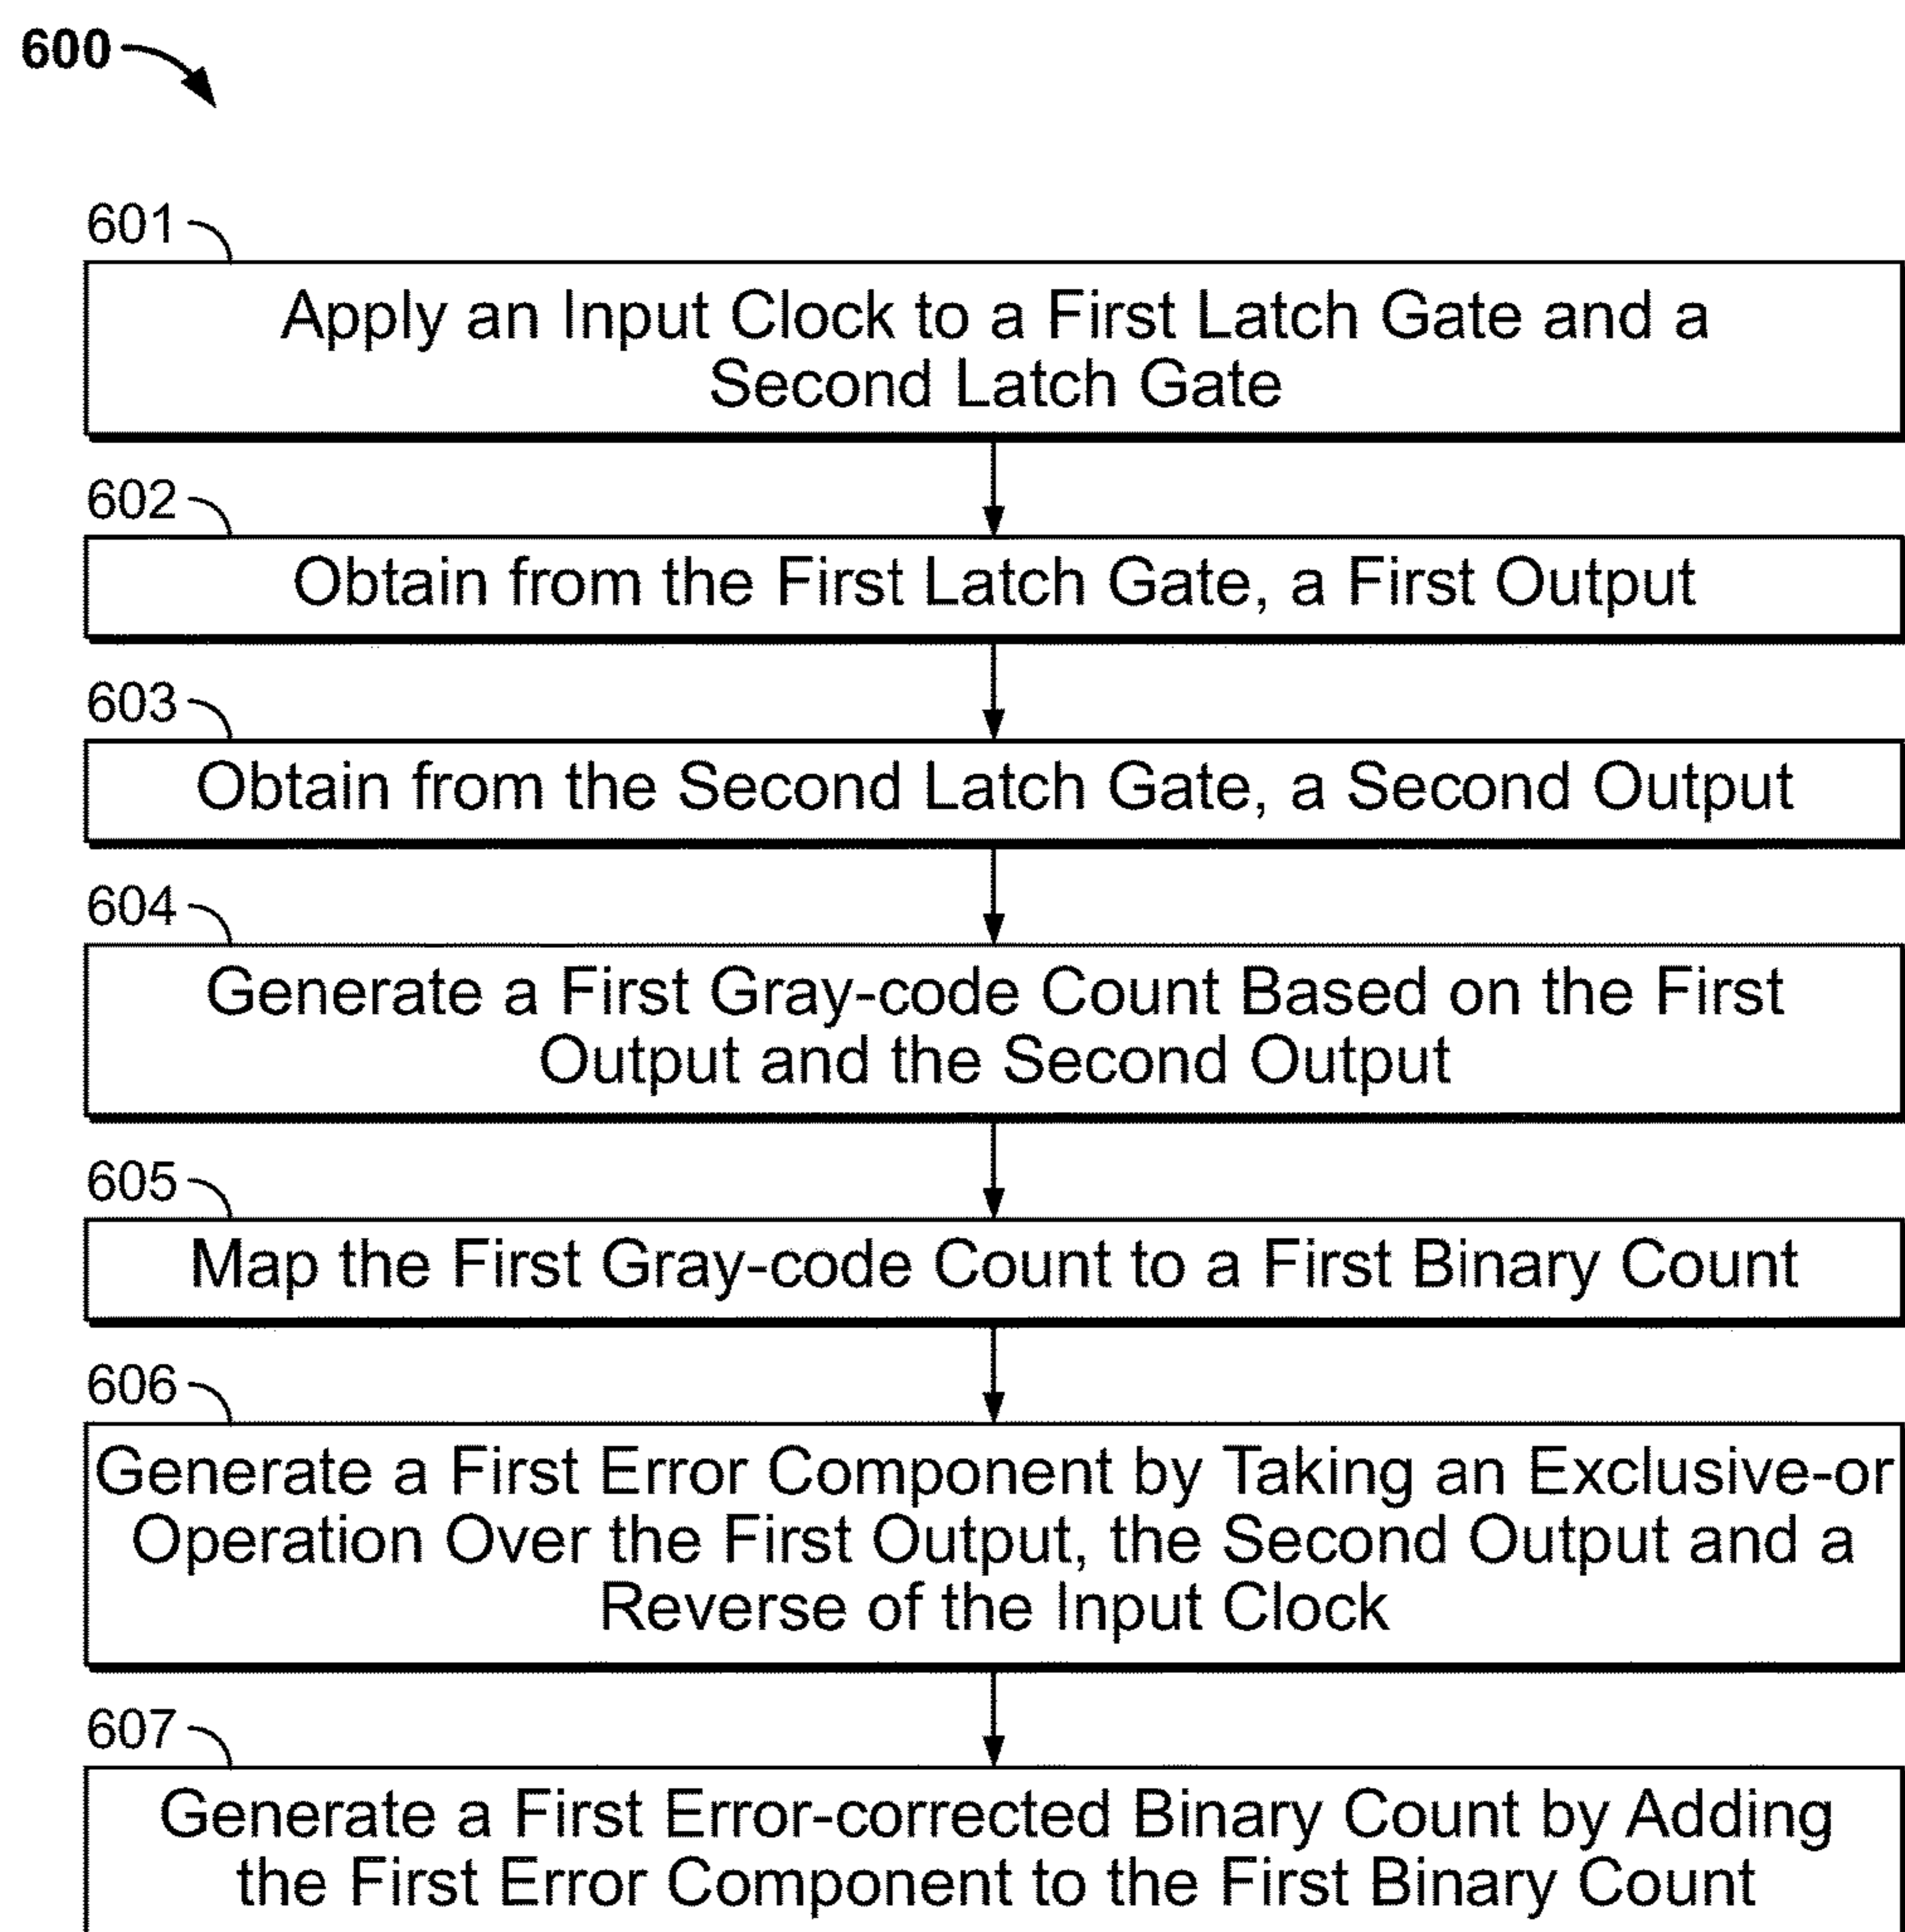 600
601
Apply an Input Clock to a First Latch Gate and a
Second Latch Gate
602
Obtain from the First Latch Gate, a First Output
603
Obtain from the Second Latch Gate, a Second Output
604
Generate a First Gray-code Count Based on the First
Output and the Second Output
605
Map the First Gray-code Count to a First Binary Count
606
Generate a First Error Component by Taking an Exclusive-or
Operation Over the First Output, the Second Output and a
Reverse of the Input Clock
607
Generate a First Error-corrected Binary Count by Adding
the First Error Component to the First Binary Count